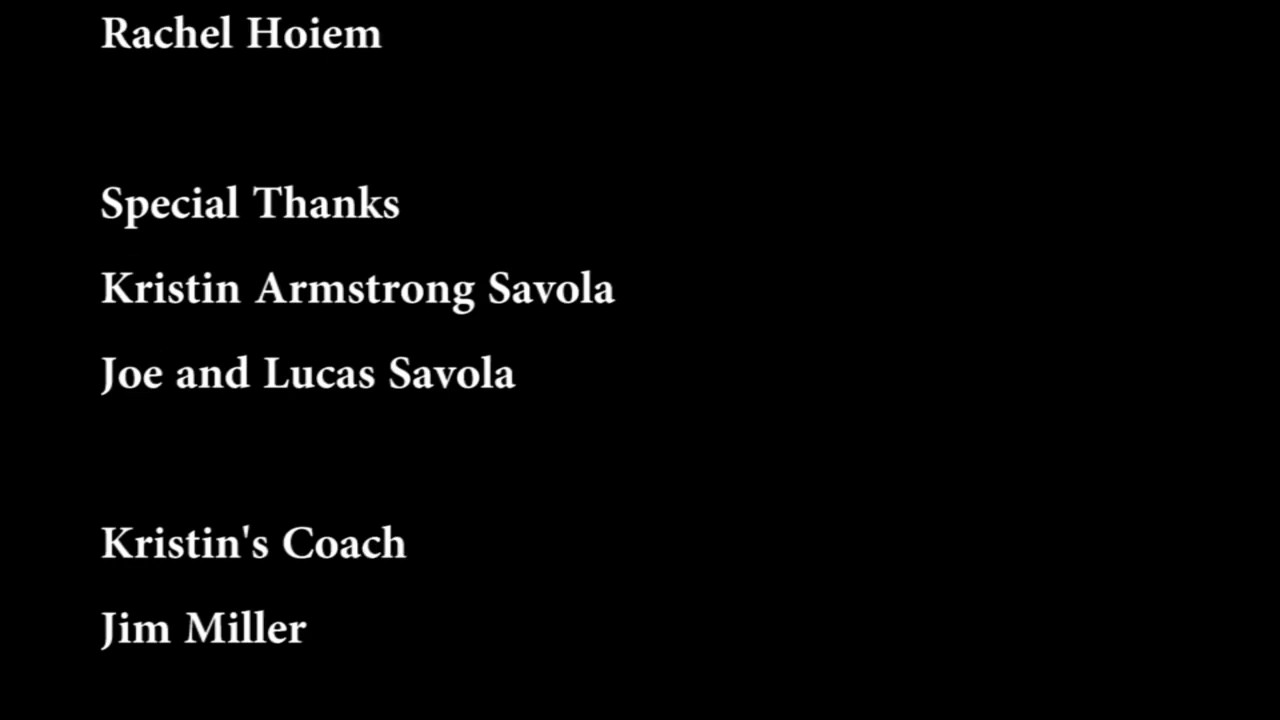 Rachel Hoiem
Special Thanks
Kristin Armstrong Savola
Joe and Lucas Savola
Kristin's Coach
Jim Miller